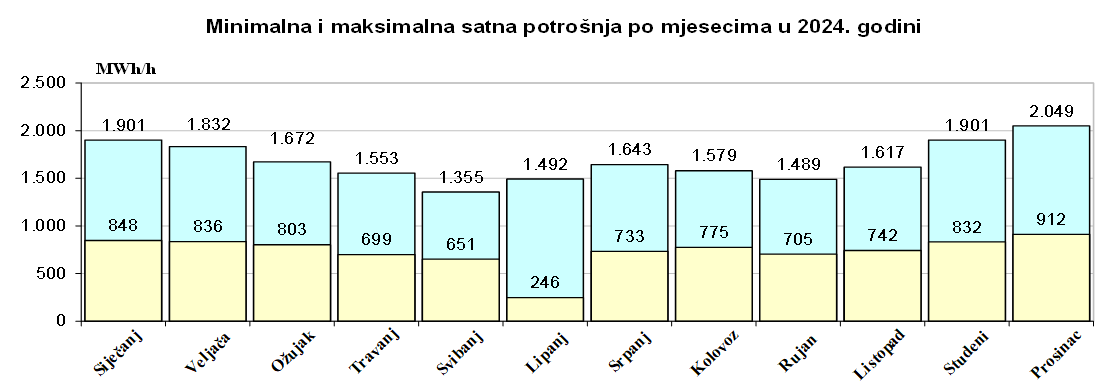 Minimalna i maksimalna satna potrošnja po mjesecima u 2024. godini
MWh/h
2.500
2.000
1.500
1.000
500
0
1.901
1.832
1.672
1.553
1.355
1.492
1.643
1.579
1.489
1.617
1.901
2.049
848
836
803
699
651
246
733
775
705
742
832
912
Siječanj
Veljača
Ožujak
Travanj
Svibanj
Lipanj
Srpanj
Kolovoz
Rujan
Listopad
Studeni
Prosinac